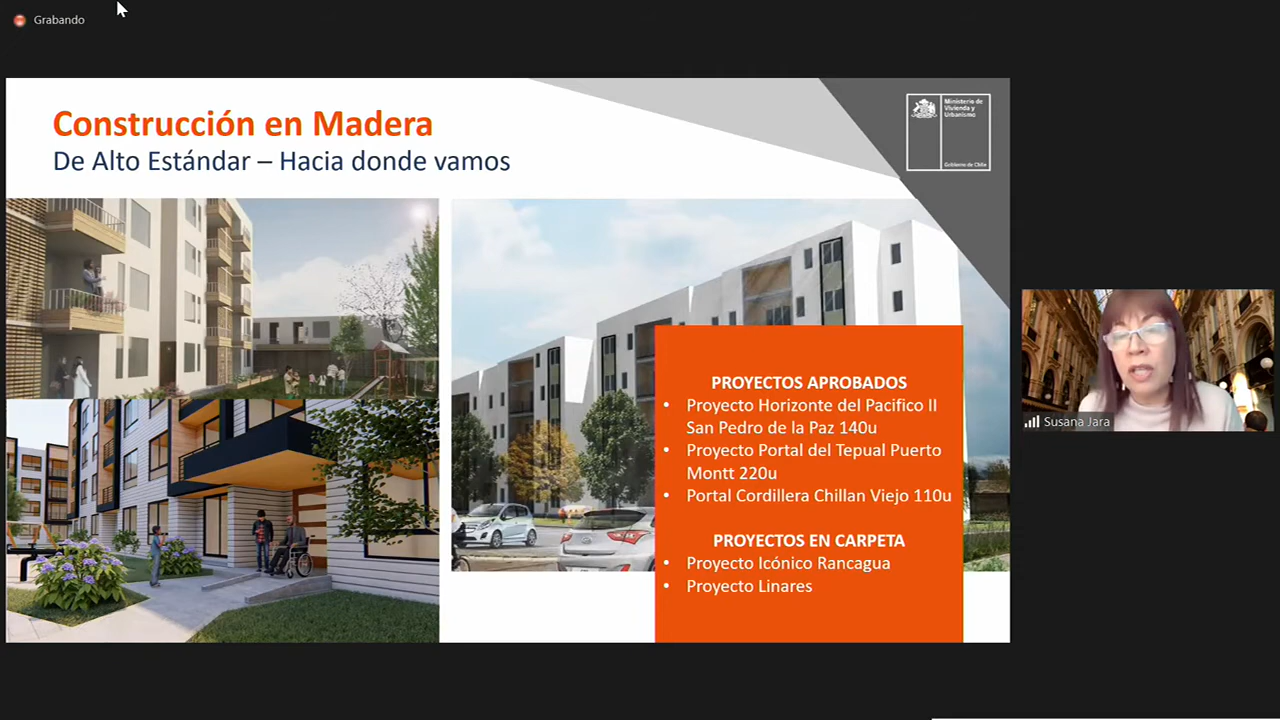 Grabando
Construcción en Madera
De Alto Estándar – Hacia donde vamos
Ministerio de
Vivienda y
Urbanismo
Gobierno de Chile
PROYECTOS APROBADOS
• Proyecto Horizonte del Pacifico II
San Pedro de la Paz 140u
• Proyecto Portal del Tepual Puerto
Montt 220u
• Portal Cordillera Chillan Viejo 110u
PROYECTOS EN CARPETA
• Proyecto Icónico Rancagua
• Proyecto Linares
Susana Jara